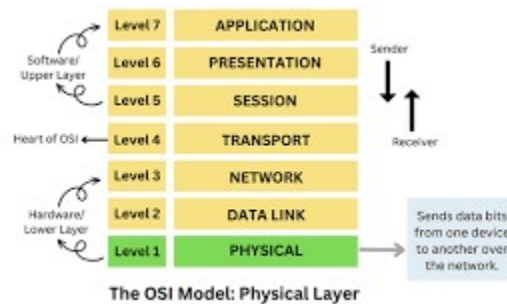 Level 7 APPLICATION
Software/
Upper Layer
Level 6 PRESENTATION
Sender
Level 5 SESSION
Heart of OSI
Level 4 TRANSPORT
Receiver
Level 3 NETWORK
Hardware/
Lower Layer
Level 2 DATA LINK
Level 1 PHYSICAL
Sends data bits
from one device
to another over
the network.
The OSI Model: Physical Layer